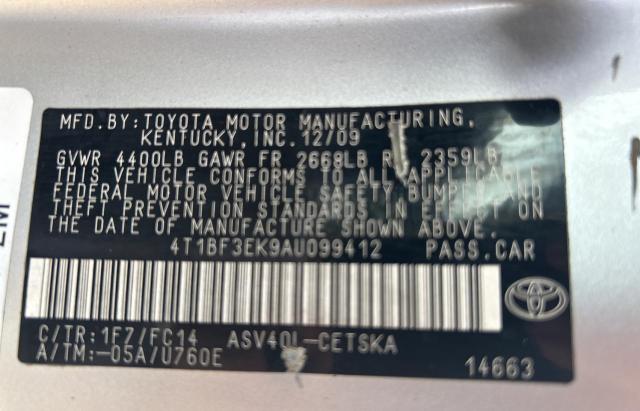 MFD.BY:TOYOTA MOTOR MANUFACTURING,
KENTUCKY,INC. 12/09
GVWR 4400LB GAWR FR 2668LB R 2359LB
THIS VEHICLE CONFORMS TO ALL APPLICABLE
FEDERAL MOTOR VEHICLE SAFETY BUMPER AND
THEFT PREVENTION STANDARDS IN EFFECT ON
THE DATE OF MANUFACTURE SHOWN ABOVE.
4T1BF3EK9AU099412 PASS.CAR
C/TR:1F7/FC14 ASV40L-CETSKA
A/TM:-05A/U760E
14663